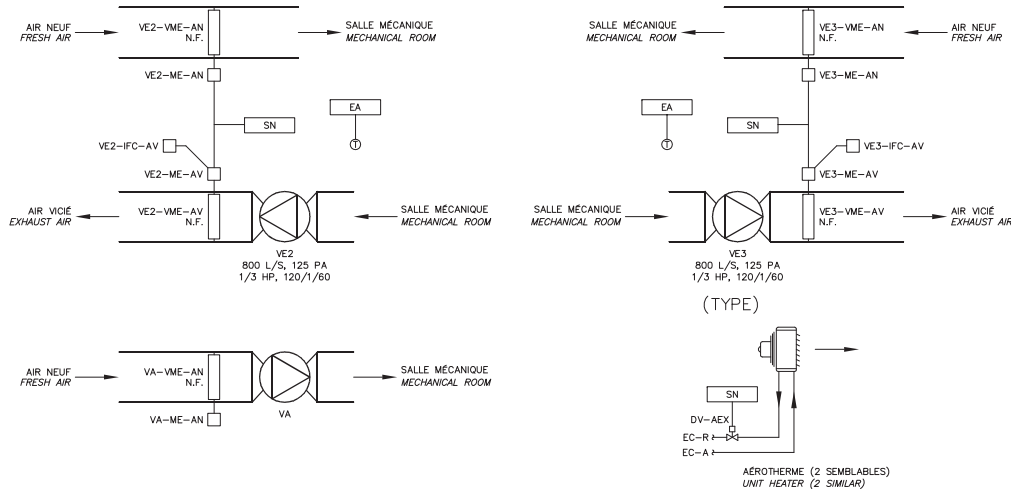 AIR NEUF
FRESH AIR
VE2-VME-AN
N.F.
SALLE MÉCANIQUE
MECHANICAL ROOM
VE2-ME-AN
SN
EA
T
VE2-IFC-AV
VE2-ME-AV
AIR VICIÉ
EXHAUST AIR
VE2-VME-AV
N.F.
SALLE MÉCANIQUE
MECHANICAL ROOM
VE2
800 L/S, 125 PA
1/3 HP, 120/1/60
SALLE MÉCANIQUE
MECHANICAL ROOM
VE3-VME-AN
N.F.
AIR NEUF
FRESH AIR
VE3-ME-AN
EA
T
SN
VE3-IFC-AV
VE3-ME-AV
SALLE MÉCANIQUE
MECHANICAL ROOM
VE3-VME-AV
N.F.
AIR VICIÉ
EXHAUST AIR
VE3
800 L/S, 125 PA
1/3 HP, 120/1/60
(TYPE)
AIR NEUF
FRESH AIR
VA-VME-AN
N.F.
SALLE MÉCANIQUE
MECHANICAL ROOM
VA-ME-AN
VA
SN
DV-AEX
EC-R
EC-A
AÉROTHERME (2 SEMBLABLES)
UNIT HEATER (2 SIMILAR)